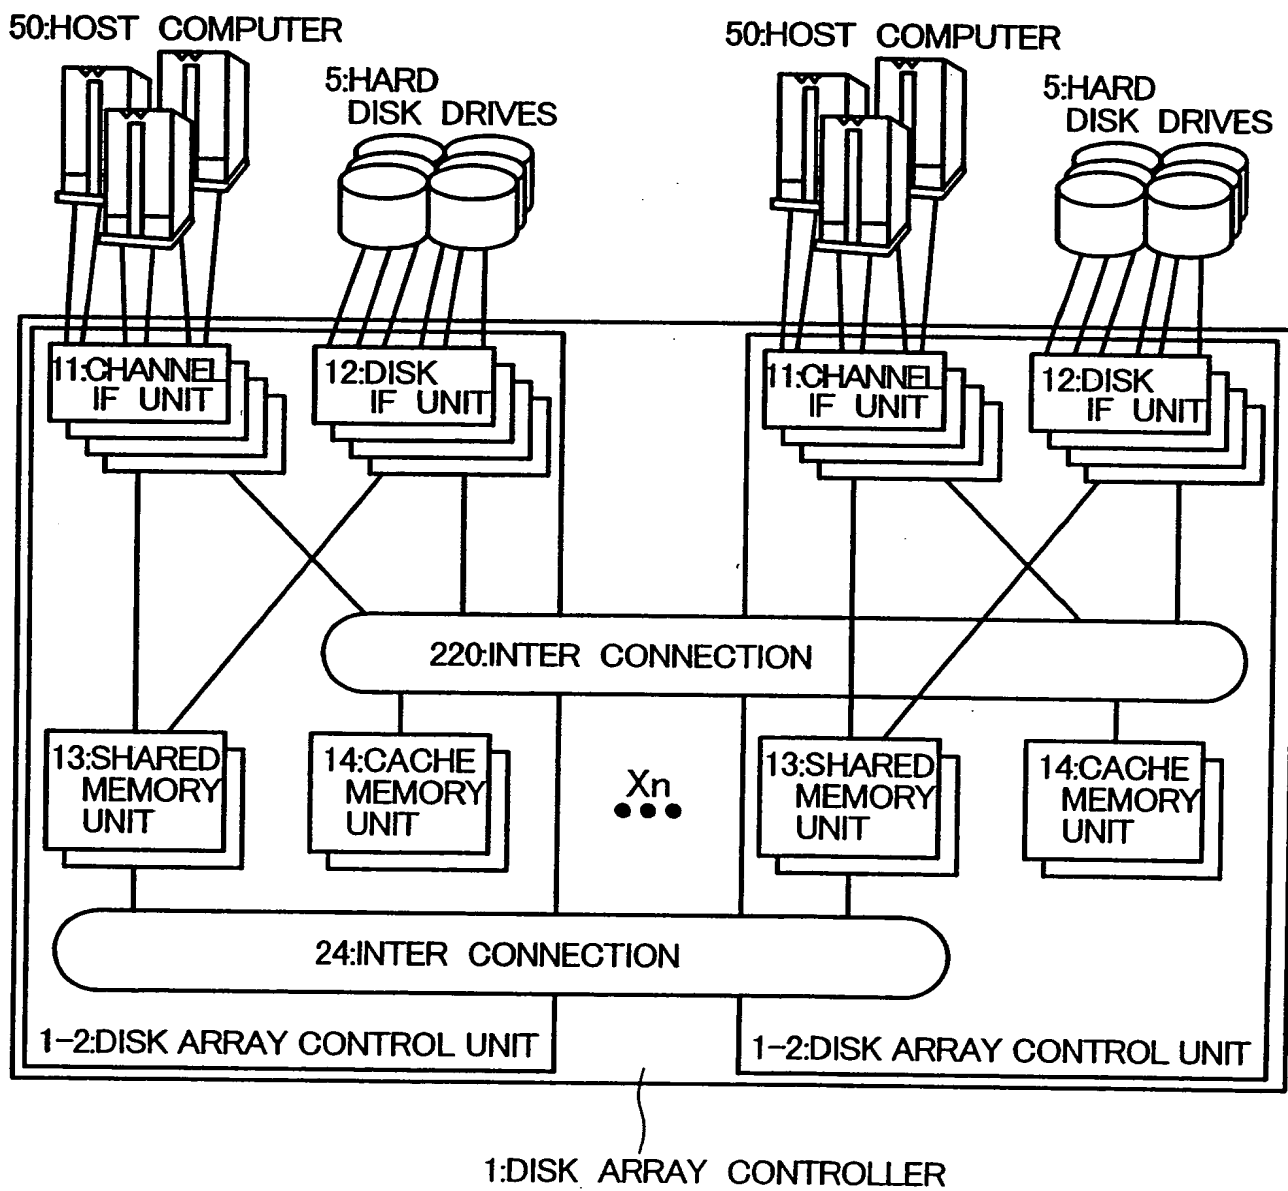 50:HOST COMPUTER
5:HARD
DISK DRIVES
50:HOST COMPUTER
5:HARD
DISK DRIVES
11:CHANNEL
IF UNIT
12:DISK
IF UNIT
11:CHANNEL
IF UNIT
12:DISK
IF UNIT
220:INTER CONNECTION
13:SHARED
MEMORY
UNIT
14:CACHE
MEMORY
UNIT
Xn
13:SHARED
MEMORY
UNIT
14:CACHE
MEMORY
UNIT
24:INTER CONNECTION
1-2:DISK ARRAY CONTROL UNIT
1-2:DISK ARRAY CONTROL UNIT
1:DISK ARRAY CONTROLLER